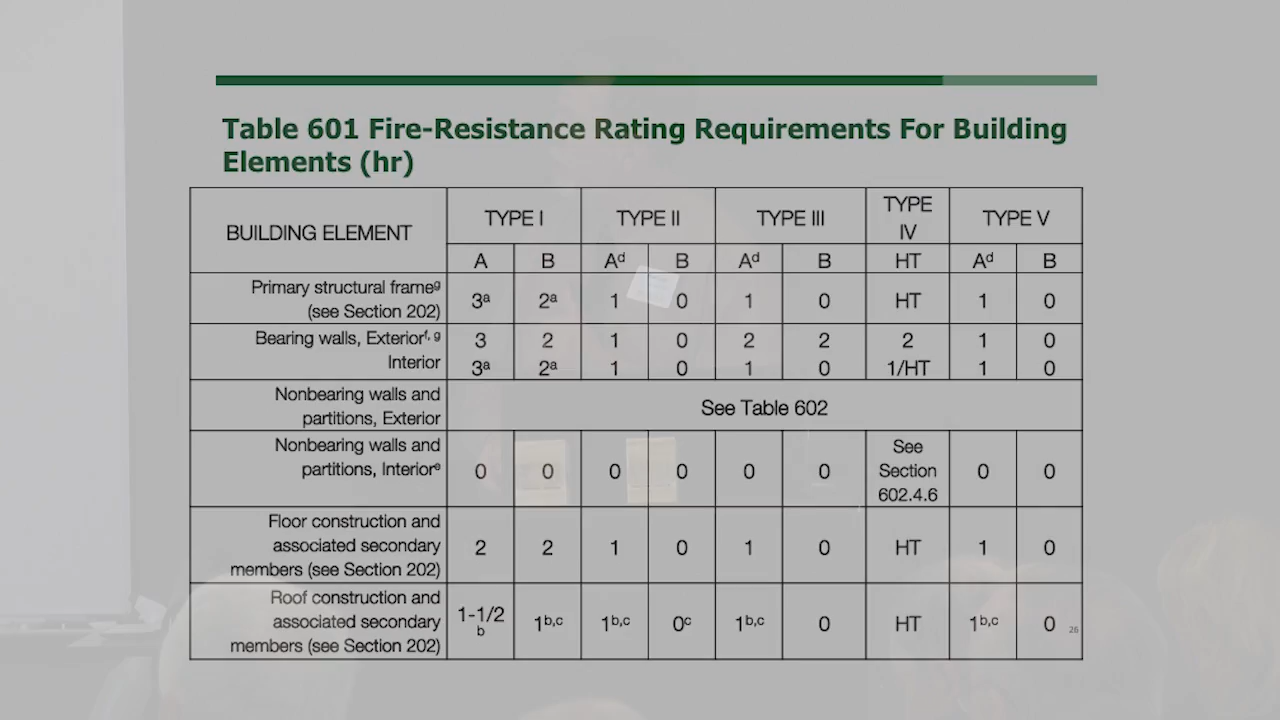 Table 601 Fire-Resistance Rating Requirements For Building
Elements (hr)
BUILDING ELEMENT
TYPE I
TYPE II
TYPE III
TYPE
IV
TYPE V
A
B
Aᵈ
B
Aᵈ
B
HT
Aᵈ
B
Primary structural frameᵍ
(see Section 202)
3ᵃ
2ᵃ
1
0
1
0
HT
1
0
Bearing walls, Exteriorᶠ, ᵍ
3
2
1
0
2
2
2
1
0
Interior
3ᵃ
2ᵃ
1
0
1
0
1/HT
1
0
Nonbearing walls and
partitions, Exterior
See Table 602
Nonbearing walls and
partitions, Interiorᵉ
0
0
0
0
0
0
See
Section
602.4.6
0
0
Floor construction and
associated secondary
members (see Section 202)
2
2
1
0
1
0
HT
1
0
Roof construction and
associated secondary
members (see Section 202)
1-1/2
b
1ᵇ,ᶜ
1ᵇ,ᶜ
0ᶜ
1ᵇ,ᶜ
0
HT
1ᵇ,ᶜ
0
26